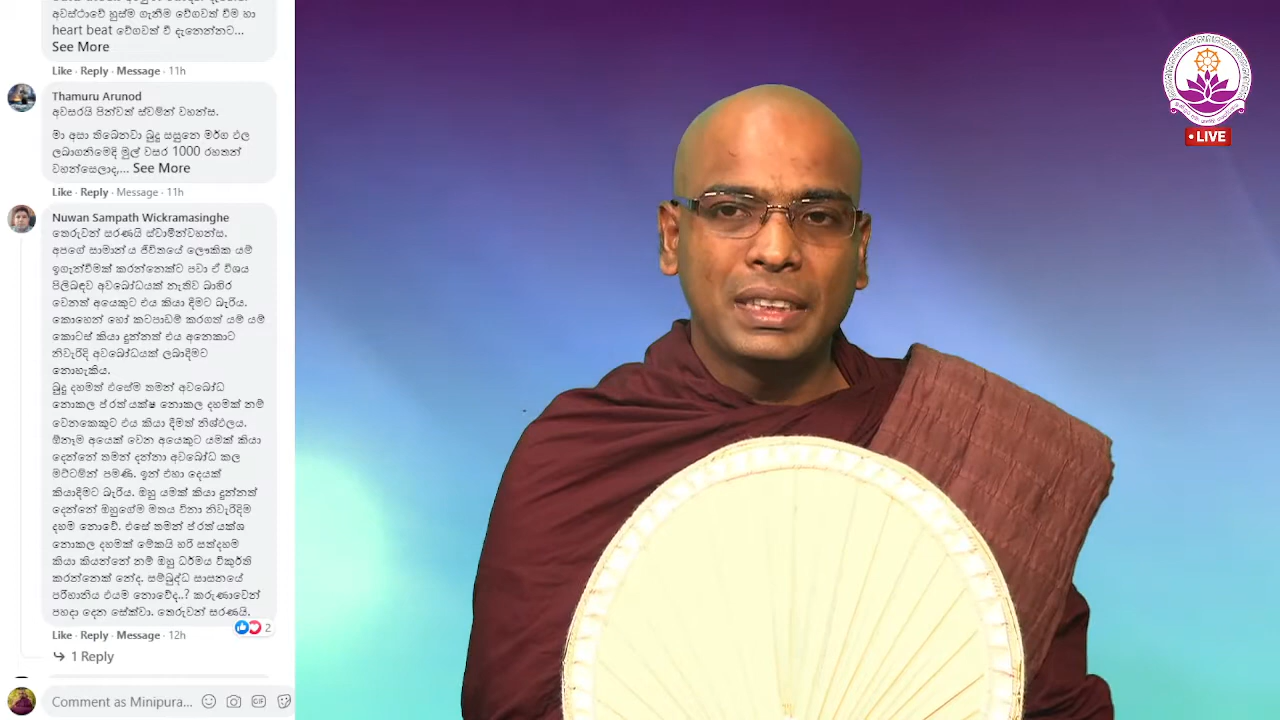 අවස්ථාවේ හුස්ම ගැනීම වේගවත් වීම හා
heart beat වේගවත් වී දැනෙන්නට...
See More
Like · Reply · Message · 11h
Thamuru Arunod
අවසරයි පින්වත් ස්වමින් වහන්ස.
මා අසා තිබෙනවා බුදු සසුනෙ මර්ග ඵල
ලබාගනිමෙදි මුල් වසර 1000 රහතන්
වහන්සෙලාද,... See More
Like · Reply · Message · 11h
Nuwan Sampath Wickramasinghe
තෙරුවන් සරණයි ස්වාමීන්වහන්ස.
අපගේ සාමාන්‍ය ජීවිතයේ ලෞකික යම්
ඉගැන්වීමක් කරන්නෙක්ට පවා ඒ විශය
පිලිබඳව අවබෝධයක් නැතිව බාහිර
වෙනත් අයෙකුට එය කියා දීමට බැරිය.
කොහෙන් හෝ කටපාඩම් කරගත් යම් යම්
කොටස් කියා දුන්නත් එය අනෙකාට
නිවැරිදි අවබෝධයක් ලබාදීමට
නොහැකිය.
බුදු දහමත් එසේම තමන් අවබෝධ
නොකල ප්‍රත්‍යක්ෂ නොකල දහමක් නම්
වෙනකෙකුට එය කියා දීමත් නිශ්ඵලය.
ඕනෑම අයෙක් වෙන අයෙකුට යමක් කියා
දෙන්නේ තමන් දන්නා අවබෝධ කල
මට්ටමින් පමණි. ඉන් එහා දෙයක්
කියාදීමට බැරිය. ඔහු යමක් කියා දුන්නත්
දෙන්නේ ඔහුගේම මතය විනා නිවැරිදිම
දහම නොවේ. එසේ තමන් ප්‍රත්‍යක්ශ
නොකල දහමක් මේකයි හරි සත්දහම
කියා කියන්නේ නම් ඔහු ධර්මය විකුර්ති
කරන්නෙක් නේද. සම්බුද්ධ සාසනයේ
පරිහානිය එයම නොවේද..? කරුණාවෙන්
පහදා දෙන සේක්වා. තෙරුවන් සරණයි.
2
Like · Reply · Message · 12h
1 Reply
Comment as Minipura...
LIVE